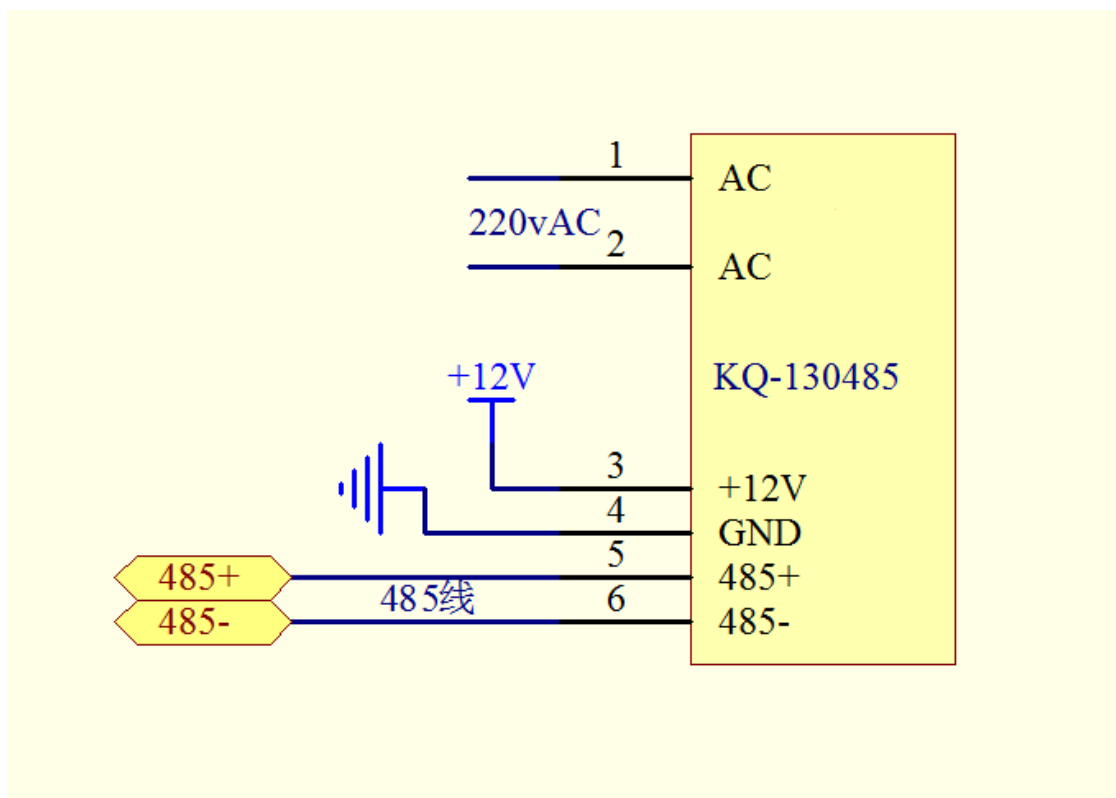 1
AC
220vAC
2
AC
KQ-130485
+12V
3
+12V
4
GND
5
485+
485+
485线
6
485-
485-